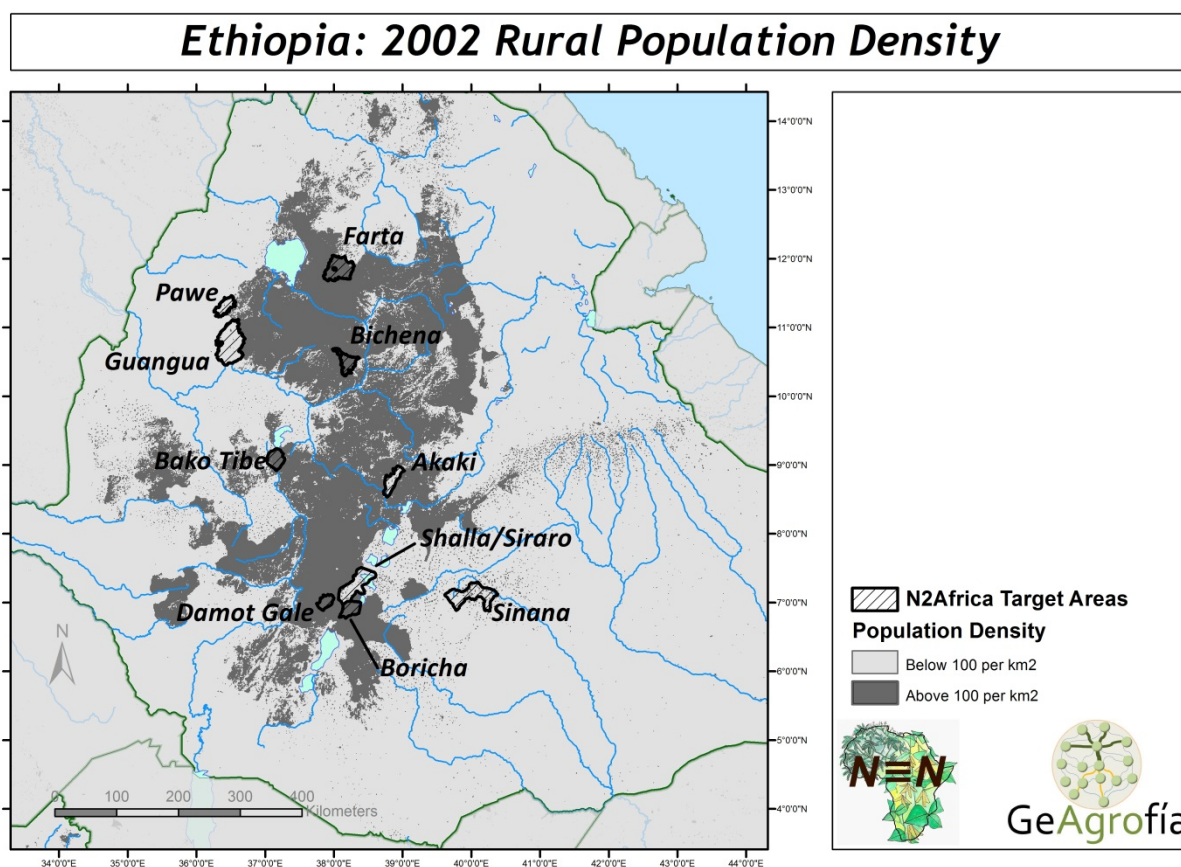 Ethiopia: 2002 Rural Population Density
14°0'0"N
13°0'0"N
Farta
12°0'0"N
Pawe
11°0'0"N
Bichena
Guangua
10°0'0"N
Bako Tibe
Akaki
9°0'0"N
8°0'0"N
Shalla/Siraro
Damot Gale
7°0'0"N
Sinana
N
Boricha
6°0'0"N
5°0'0"N
0 100 200 300 400
Kilometers
4°0'0"N
34°0'0"E 35°0'0"E 36°0'0"E 37°0'0"E 38°0'0"E 39°0'0"E 40°0'0"E 41°0'0"E 42°0'0"E 43°0'0"E 44°0'0"E
N2Africa Target Areas
Population Density
Below 100 per km2
Above 100 per km2
N≡N
GeAgrofía